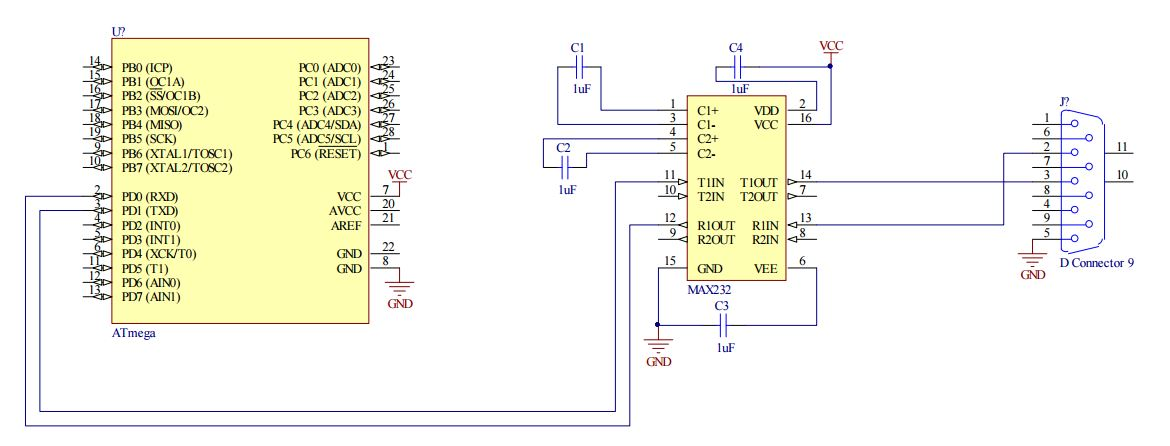 U?
14 PB0 (ICP) PC0 (ADC0) 23
15 PB1 (OC1A) PC1 (ADC1) 24
16 PB2 (SS/OC1B) PC2 (ADC2) 25
17 PB3 (MOSI/OC2) PC3 (ADC3) 26
18 PB4 (MISO) PC4 (ADC4/SDA) 27
19 PB5 (SCK) PC5 (ADC5/SCL) 28
9 PB6 (XTAL1/TOSC1) PC6 (RESET) 1
10 PB7 (XTAL2/TOSC2)
VCC
2 PD0 (RXD) VCC 7
3 PD1 (TXD) AVCC 20
4 PD2 (INT0) AREF 21
5 PD3 (INT1)
6 PD4 (XCK/T0) GND 22
11 PD5 (T1) GND 8
12 PD6 (AIN0)
13 PD7 (AIN1)
GND
ATmega
C1
1uF
C4
1uF
VCC
C2
1uF
1 C1+ VDD 2
3 C1- VCC 16
4 C2+
5 C2-
11 T1IN T1OUT 14
10 T2IN T2OUT 7
12 R1OUT R1IN 13
9 R2OUT R2IN 8
15 GND VEE 6
MAX232
C3
1uF
GND
J?
1
6
2 11
7
3 10
8
4
9
5
GND
D Connector 9